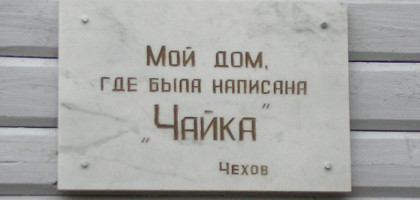 Мой дом,
где была написана
„Чайка"
Чехов